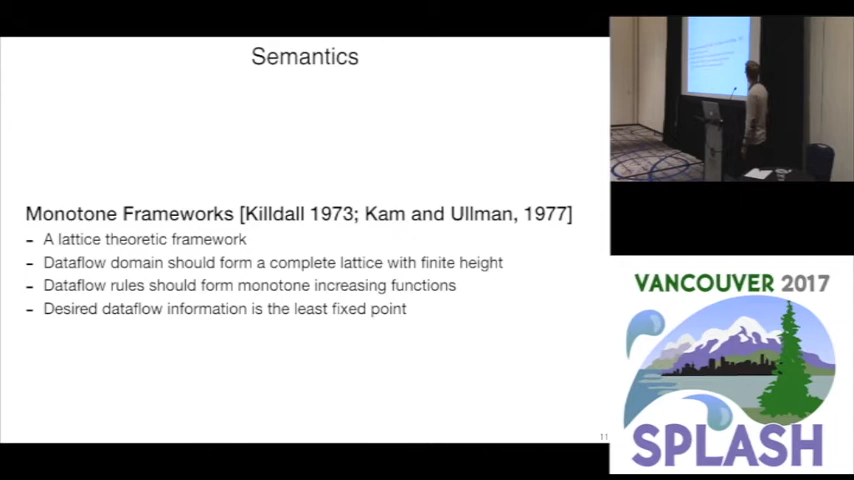 Semantics
Monotone Frameworks [Killdall 1973; Kam and Ullman, 1977]
- A lattice theoretic framework
- Dataflow domain should form a complete lattice with finite height
- Dataflow rules should form monotone increasing functions
- Desired dataflow information is the least fixed point
11
VANCOUVER 2017
SPLASH